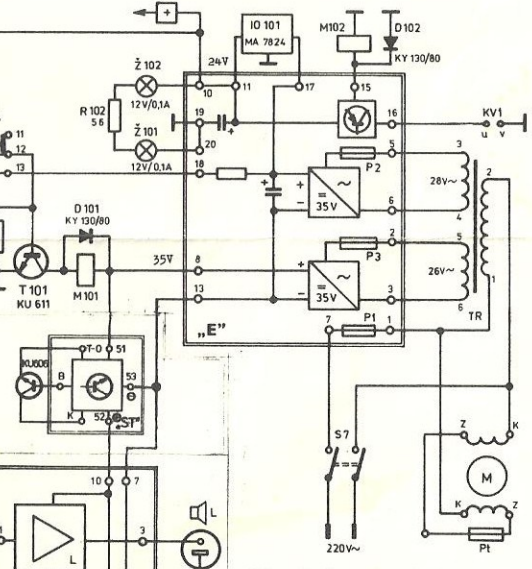 +
IO 101
MA 7824
M102
D102
KY 130/80
24V
Ž 102
12V/0,1A
R 102
56
Ž 101
12V/0,1A
10
11
17
15
19
20
18
16
KV1
u v
11
12
13
+
+
+
−
~
=
35V
5
P2
6
3
28V~
4
2
1
D 101
KY 130/80
T 101
KU 611
M101
35V
8
13
+
−
~
=
35V
2
P3
3
5
26V~
6
TR
„E"
7
P1
1
KU606
T-O
51
B
53
⊖
K
52
⊕
„ST"
10
7
S7
220V~
Z
K
M
K
Z
Pt
3
L
L